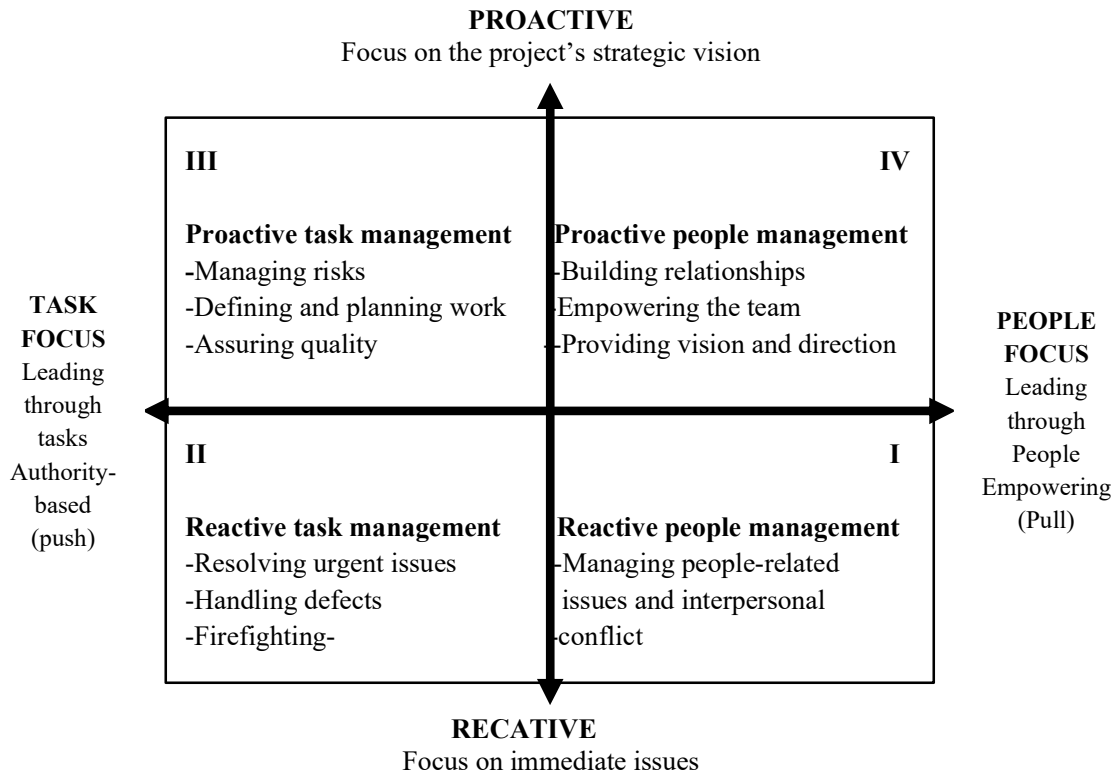 PROACTIVE
Focus on the project’s strategic vision
III
Proactive task management
-Managing risks
-Defining and planning work
-Assuring quality
IV
Proactive people management
-Building relationships
-Empowering the team
-Providing vision and direction
TASK
FOCUS
Leading
through
tasks
Authority-
based
(push)
PEOPLE
FOCUS
Leading
through
People
Empowering
(Pull)
II
Reactive task management
-Resolving urgent issues
-Handling defects
-Firefighting-
I
Reactive people management
-Managing people-related
issues and interpersonal
-conflict
RECATIVE
Focus on immediate issues